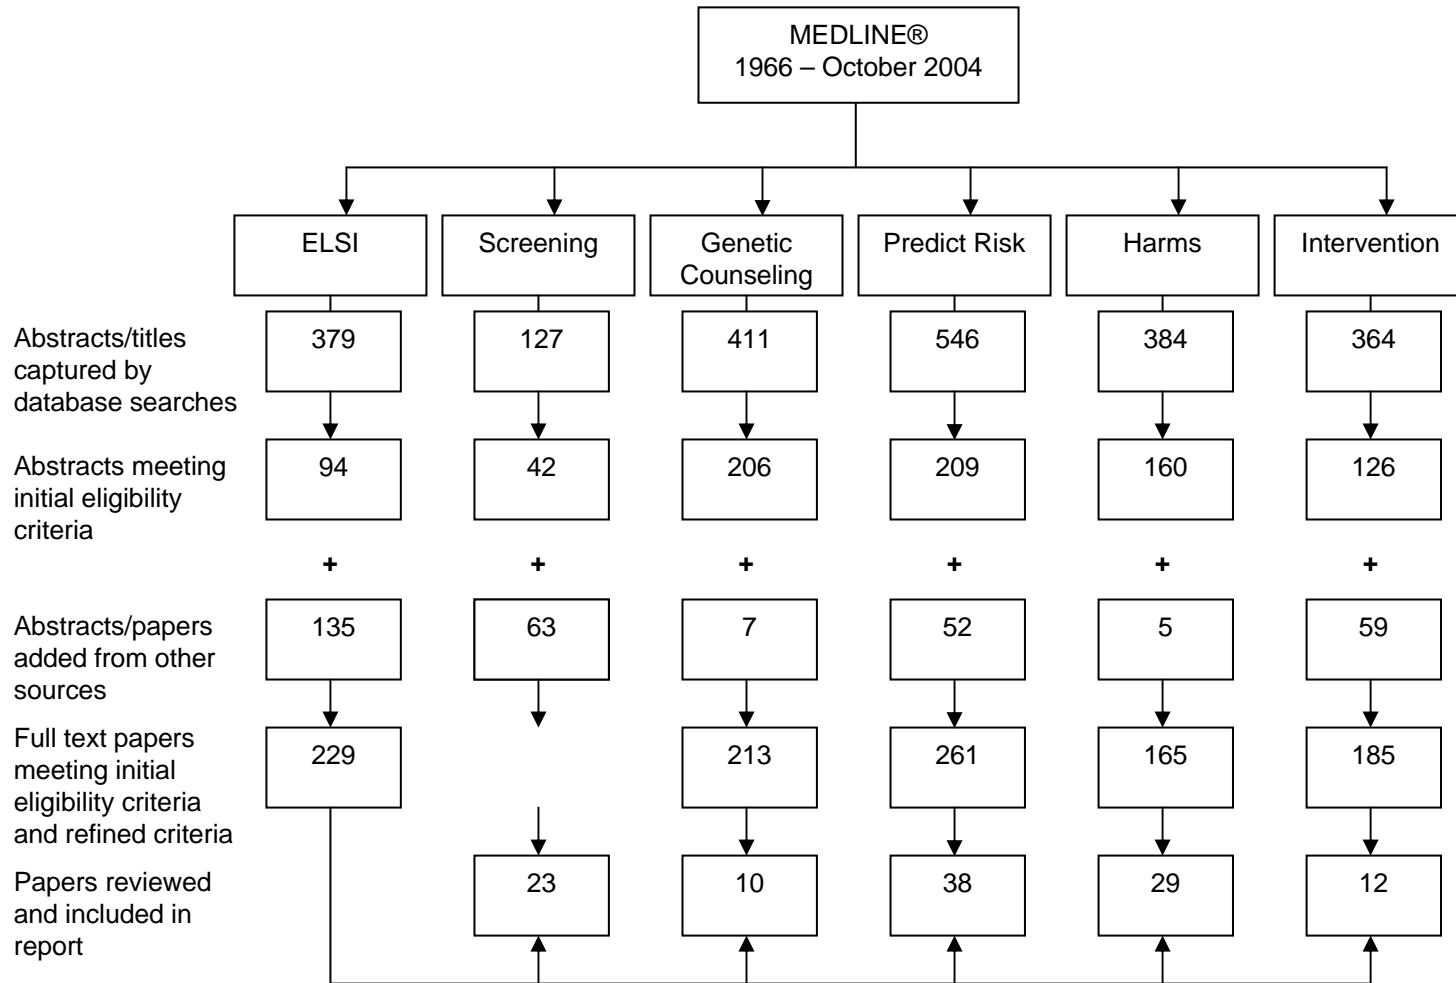 MEDLINE®
1966 – October 2004
ELSI
Screening
Genetic
Counseling
Predict Risk
Harms
Intervention
Abstracts/titles
captured by
database searches
379
127
411
546
384
364
Abstracts meeting
initial eligibility
criteria
94
42
206
209
160
126
+
+
+
+
+
+
Abstracts/papers
added from other
sources
135
63
7
52
5
59
Full text papers
meeting initial
eligibility criteria
and refined criteria
229
213
261
165
185
Papers reviewed
and included in
report
23
10
38
29
12